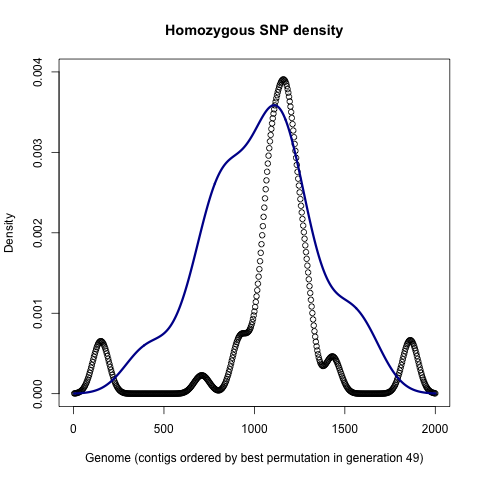 Homozygous SNP density
0.004
0.003
0.002
0.001
0.000
Density
0 500 1000 1500 2000
Genome (contigs ordered by best permutation in generation 49)